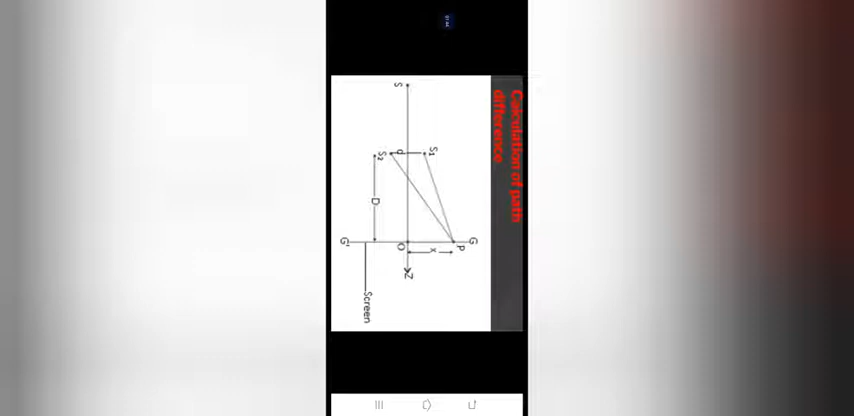 Calculation of path
difference
G
P
S₁
x
S
d
O
Z
S₂
D
G'
Screen